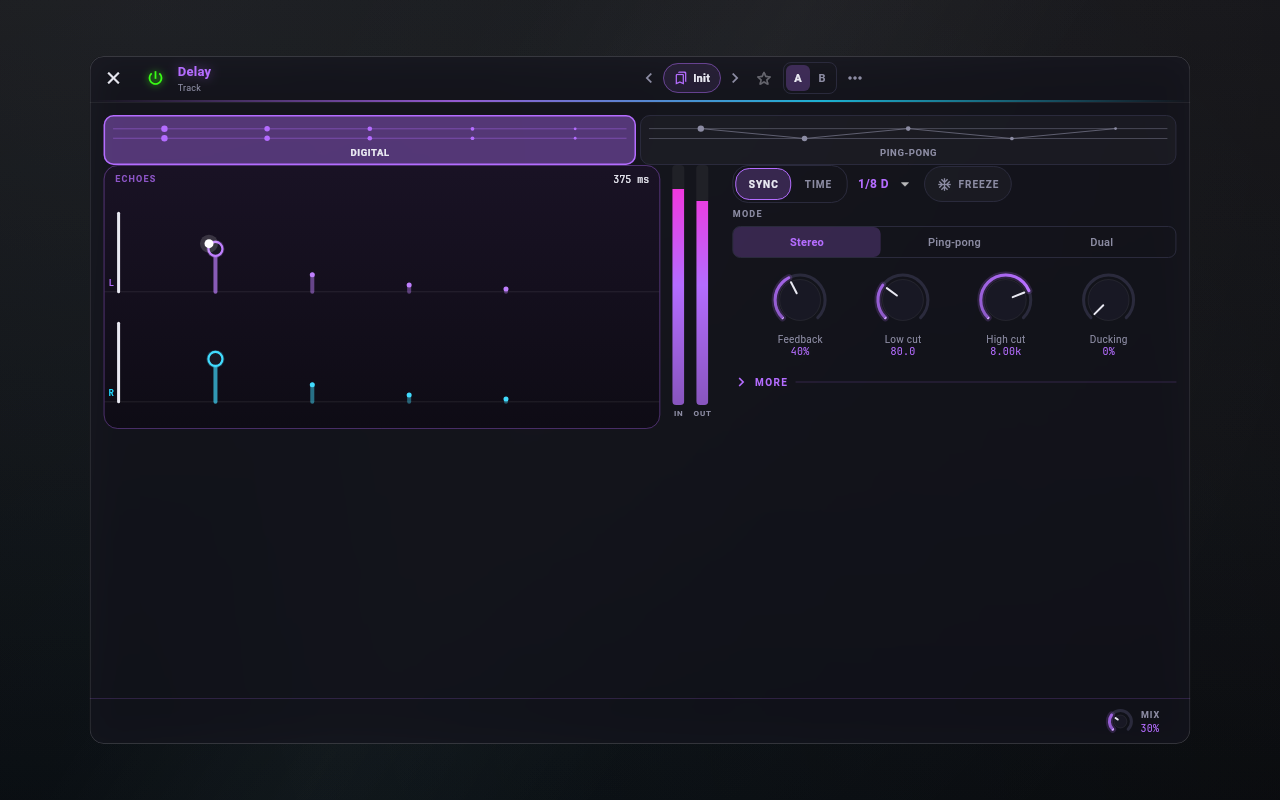 Delay
Track
Init
A
B
DIGITAL
PING-PONG
ECHOES
375 ms
L
R
IN
OUT
SYNC
TIME
1/8 D
FREEZE
MODE
Stereo
Ping-pong
Dual
Feedback
40%
Low cut
80.0
High cut
8.00k
Ducking
0%
MORE
MIX
30%